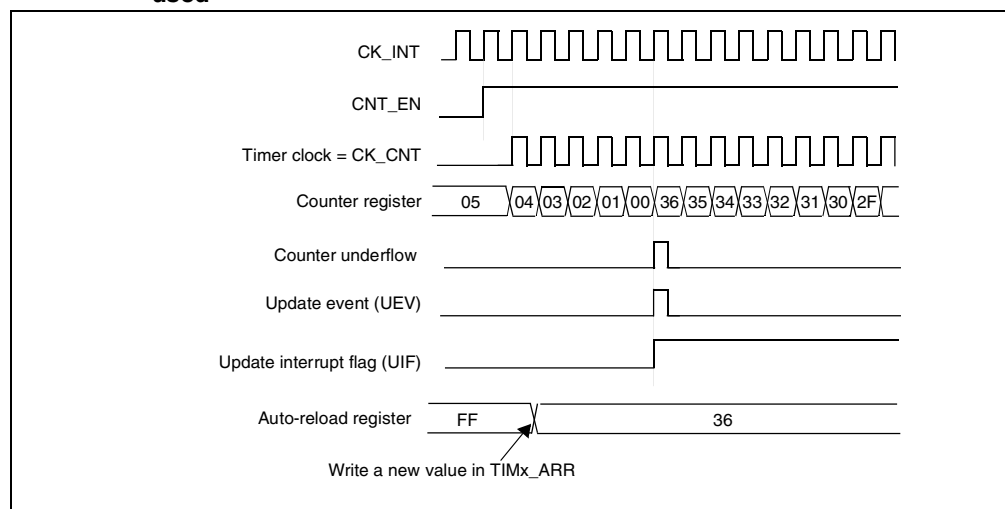 used
CK_INT
CNT_EN
Timer clock = CK_CNT
Counter register 05 04 03 02 01 00 36 35 34 33 32 31 30 2F
Counter underflow
Update event (UEV)
Update interrupt flag (UIF)
Auto-reload register FF 36
Write a new value in TIMx_ARR